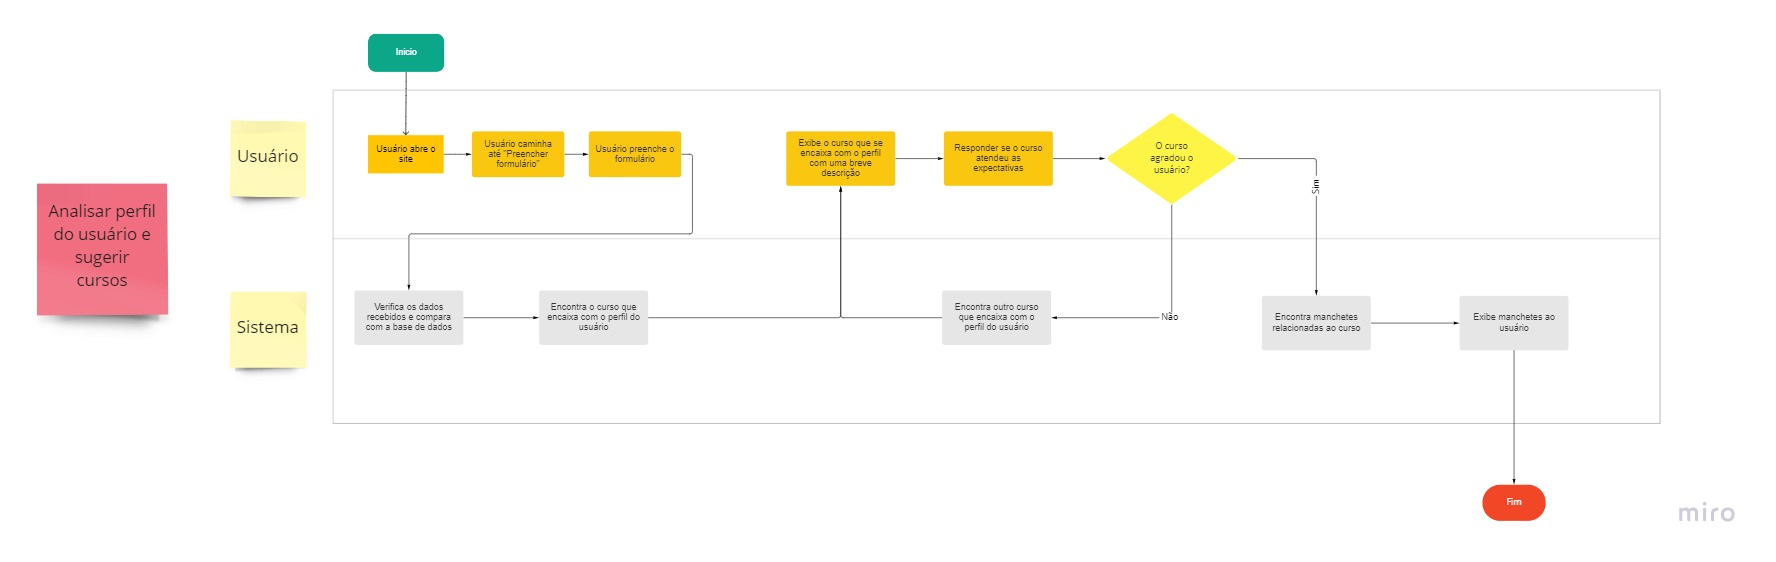 Início
Usuário
Usuário abre o
site
Usuário caminha
até "Preencher
formulário"
Usuário preenche o
formulário
Exibe o curso que se
encaixa com o perfil
com uma breve
descrição
Responder se o curso
atendeu as
expectativas
O curso
agradou o
usuário?
Sim
Analisar perfil
do usuário e
sugerir
cursos
Sistema
Verifica os dados
recebidos e compara
com a base de dados
Encontra o curso que
encaixa com o perfil do
usuário
Encontra outro curso
que encaixa com o
perfil do usuário
Não
Encontra manchetes
relacionadas ao curso
Exibe manchetes ao
usuário
Fim
miro